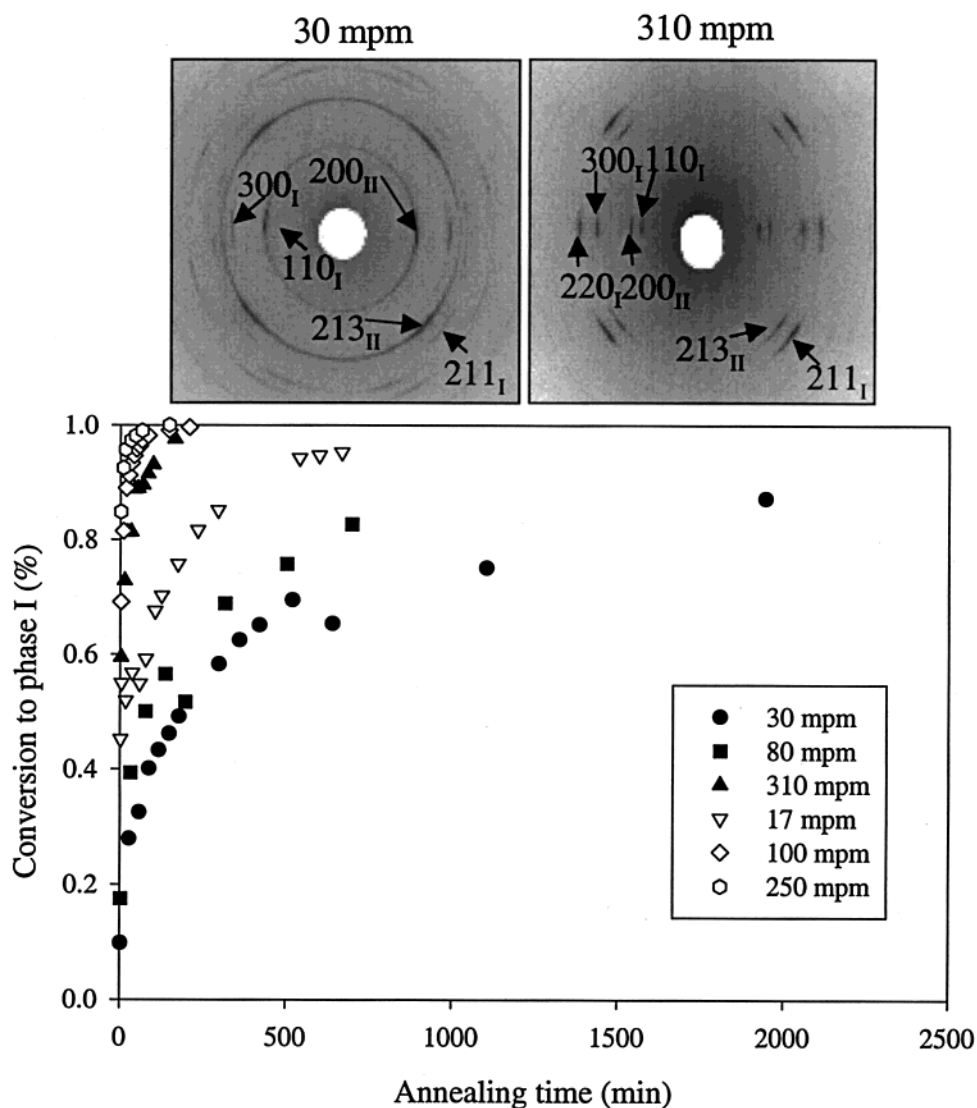 30 mpm
310 mpm
300I
200II
110I
213II
211I
300I 110I
220I 200II
213II
211I
Conversion to phase I (%)
1.0
0.8
0.6
0.4
0.2
0.0
30 mpm
80 mpm
310 mpm
17 mpm
100 mpm
250 mpm
0
500
1000
1500
2000
2500
Annealing time (min)